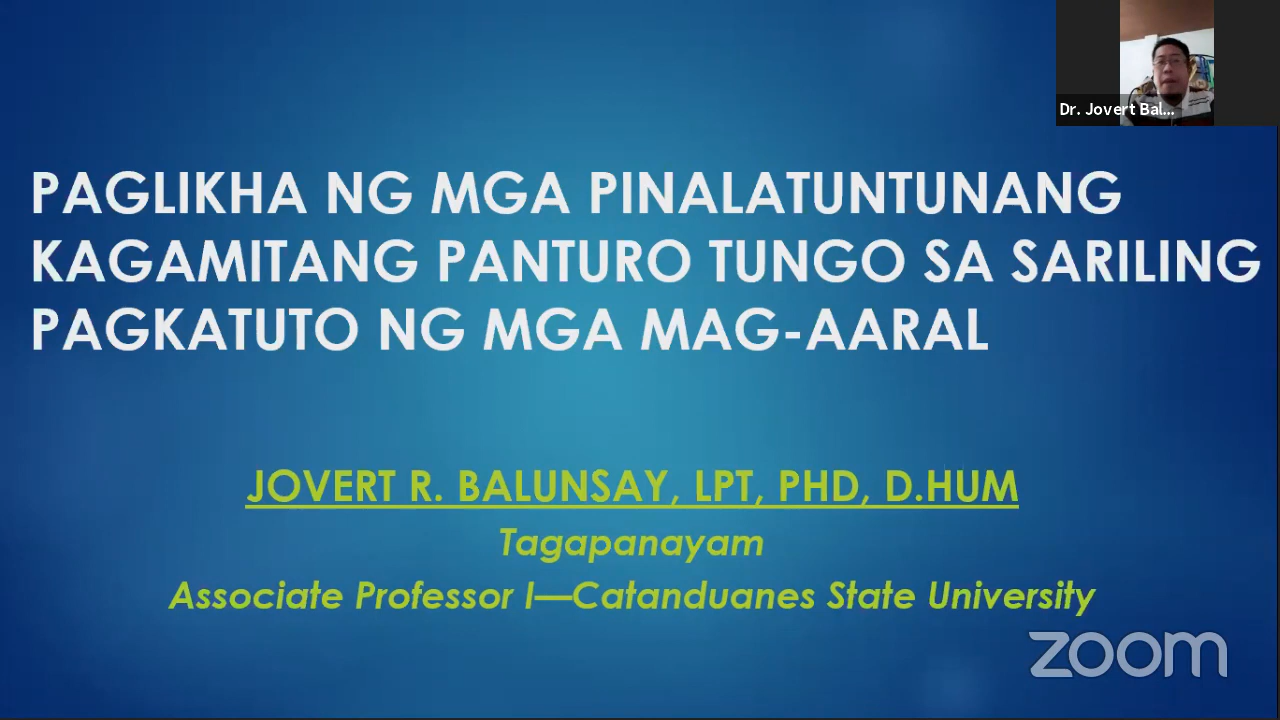 Dr. Jovert Bal...
PAGLIKHA NG MGA PINALATUNTUNANG
KAGAMITANG PANTURO TUNGO SA SARILING
PAGKATUTO NG MGA MAG-AARAL
JOVERT R. BALUNSAY, LPT, PHD, D.HUM
Tagapanayam
Associate Professor I—Catanduanes State University
zoom